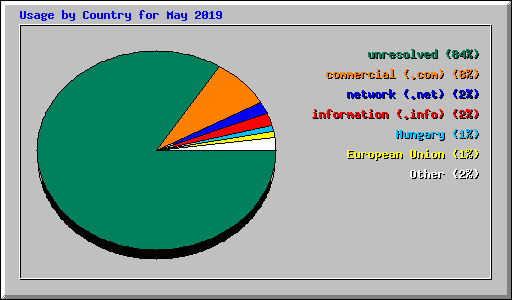 Usage by Country for May 2019
unresolved (84%)
commercial (.com) (8%)
network (.net) (2%)
information (.info) (2%)
Hungary (1%)
European Union (1%)
Other (2%)